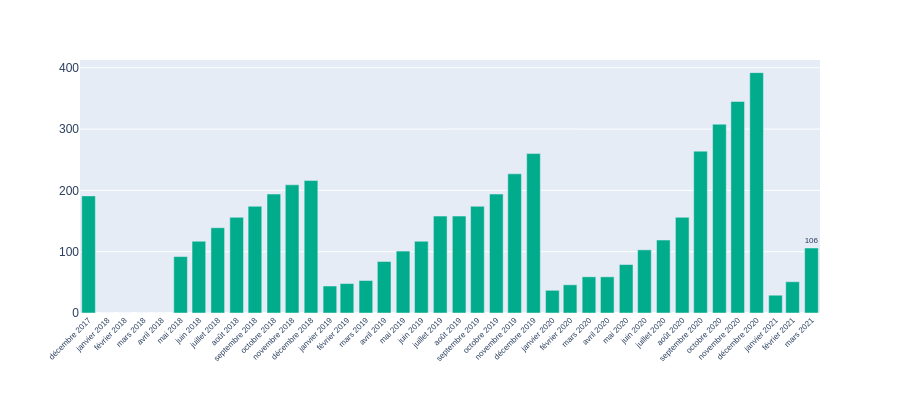 400
300
200
100
0
106
décembre 2017
janvier 2018
février 2018
mars 2018
avril 2018
mai 2018
juin 2018
juillet 2018
août 2018
septembre 2018
octobre 2018
novembre 2018
décembre 2018
janvier 2019
février 2019
mars 2019
avril 2019
mai 2019
juin 2019
juillet 2019
août 2019
septembre 2019
octobre 2019
novembre 2019
décembre 2019
janvier 2020
février 2020
mars 2020
avril 2020
mai 2020
juin 2020
juillet 2020
août 2020
septembre 2020
octobre 2020
novembre 2020
décembre 2020
janvier 2021
février 2021
mars 2021